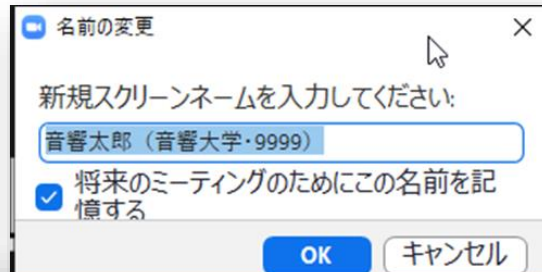 名前の変更
新規スクリーンネームを入力してください:
音響太郎（音響大学・9999）
将来のミーティングのためにこの名前を記
憶する
OK キャンセル